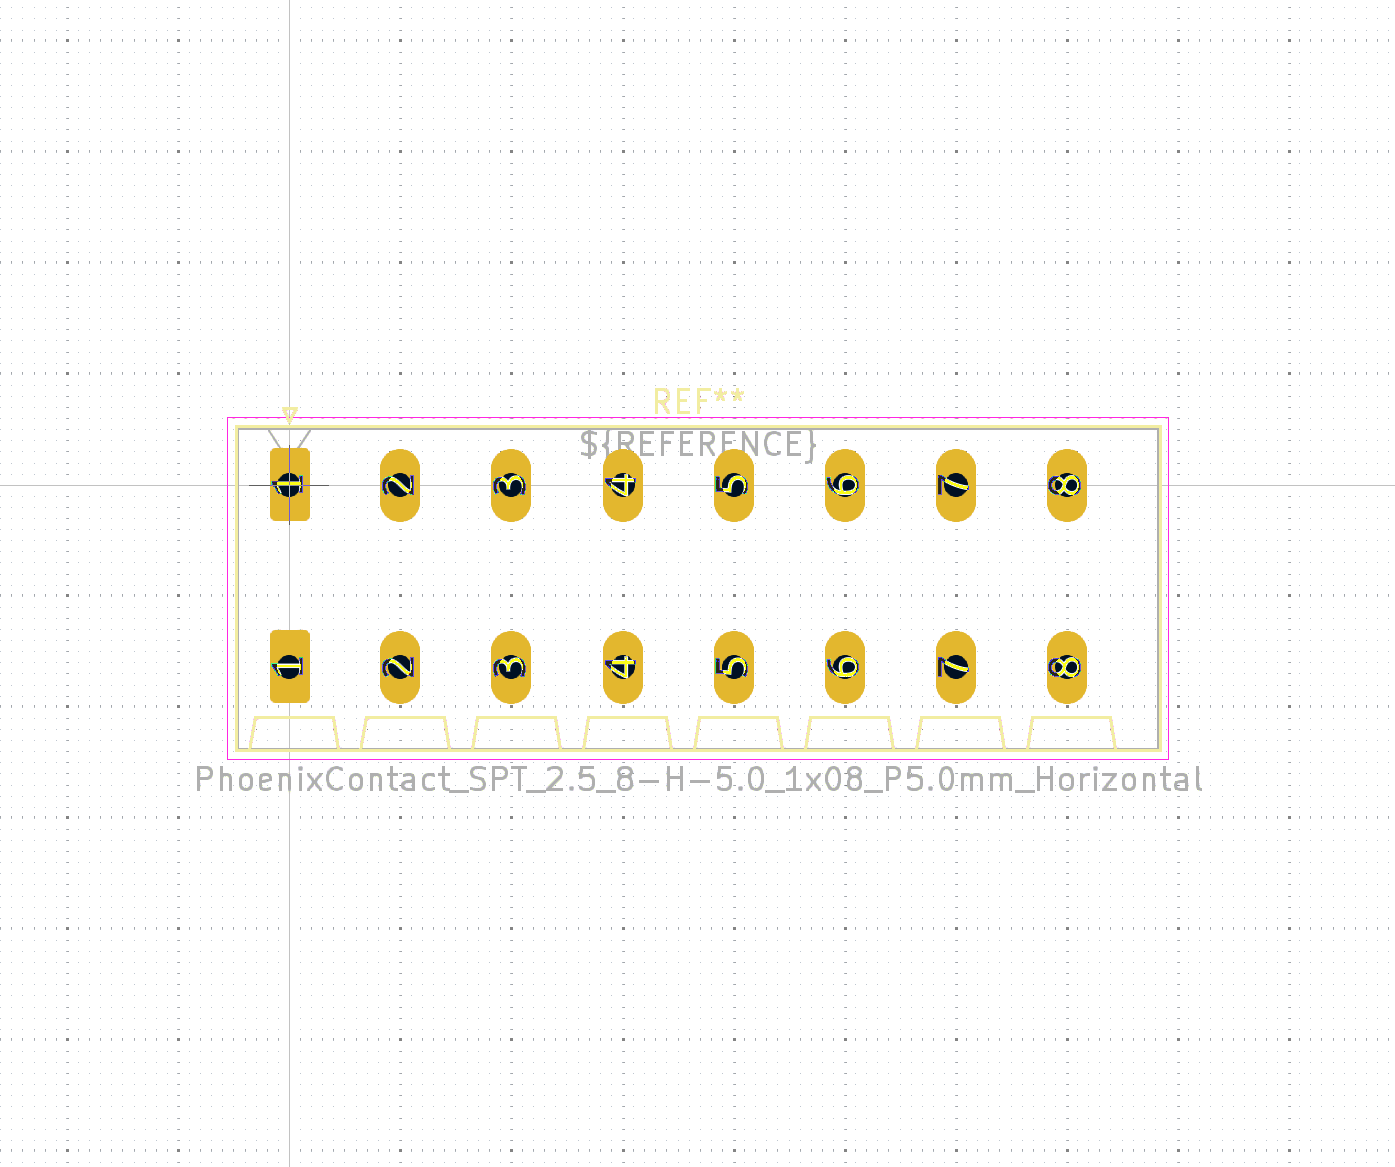 REF**
${REFERENCE}
1 2 3 4 5 6 7 8
1 2 3 4 5 6 7 8
PhoenixContact_SPT_2.5_8-H-5.0_1x08_P5.0mm_Horizontal